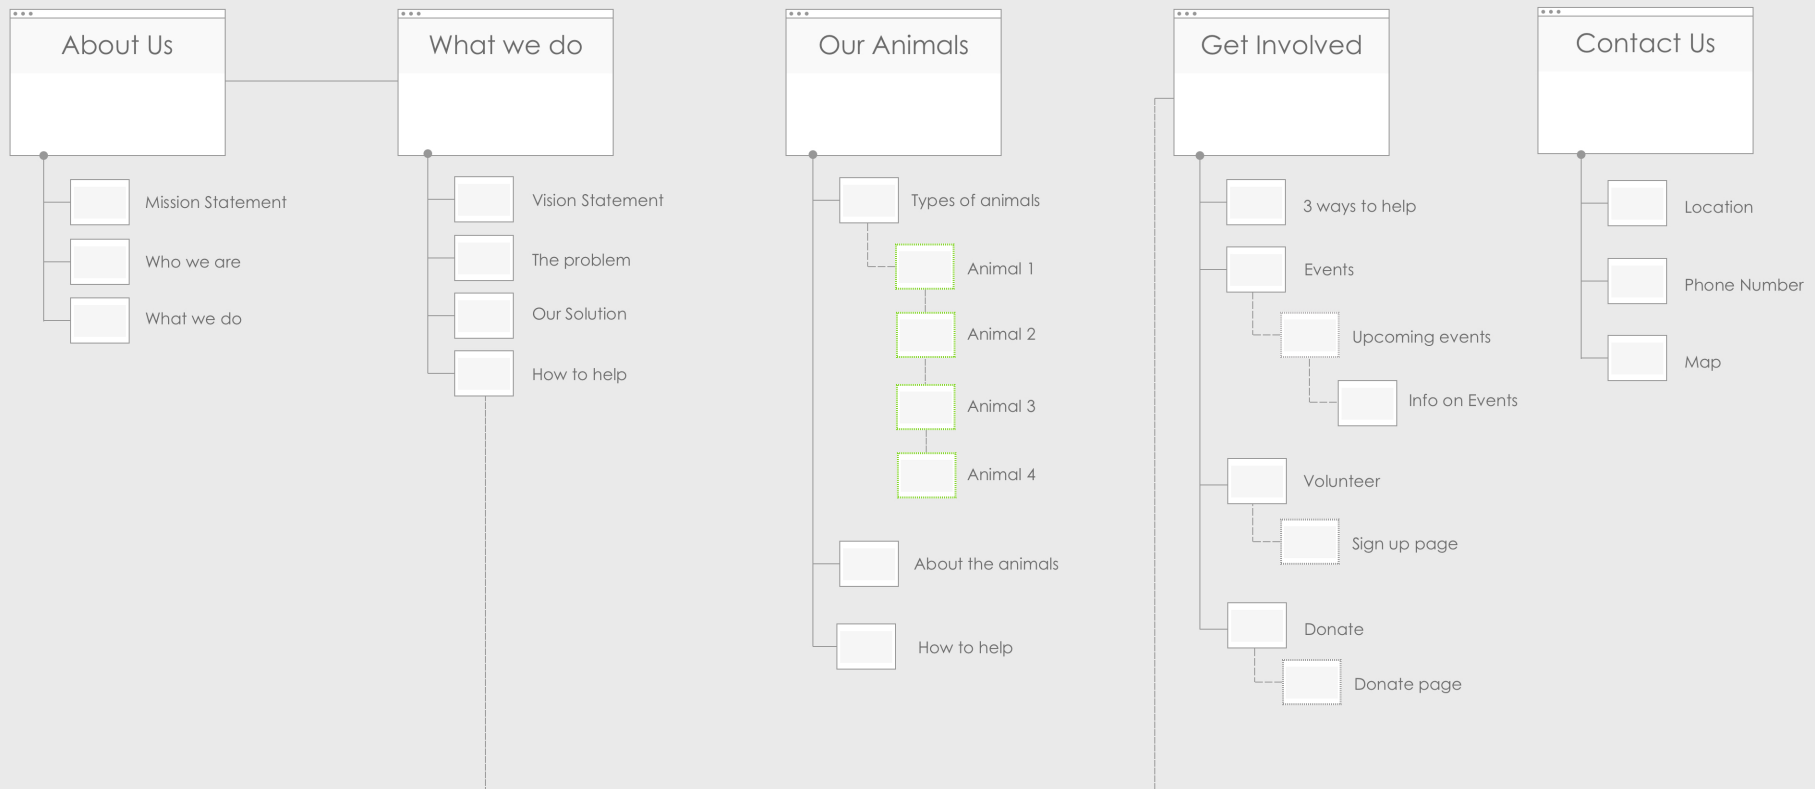 About Us
Mission Statement
Who we are
What we do
What we do
Vision Statement
The problem
Our Solution
How to help
Our Animals
Types of animals
Animal 1
Animal 2
Animal 3
Animal 4
About the animals
How to help
Get Involved
3 ways to help
Events
Upcoming events
Info on Events
Volunteer
Sign up page
Donate
Donate page
Contact Us
Location
Phone Number
Map